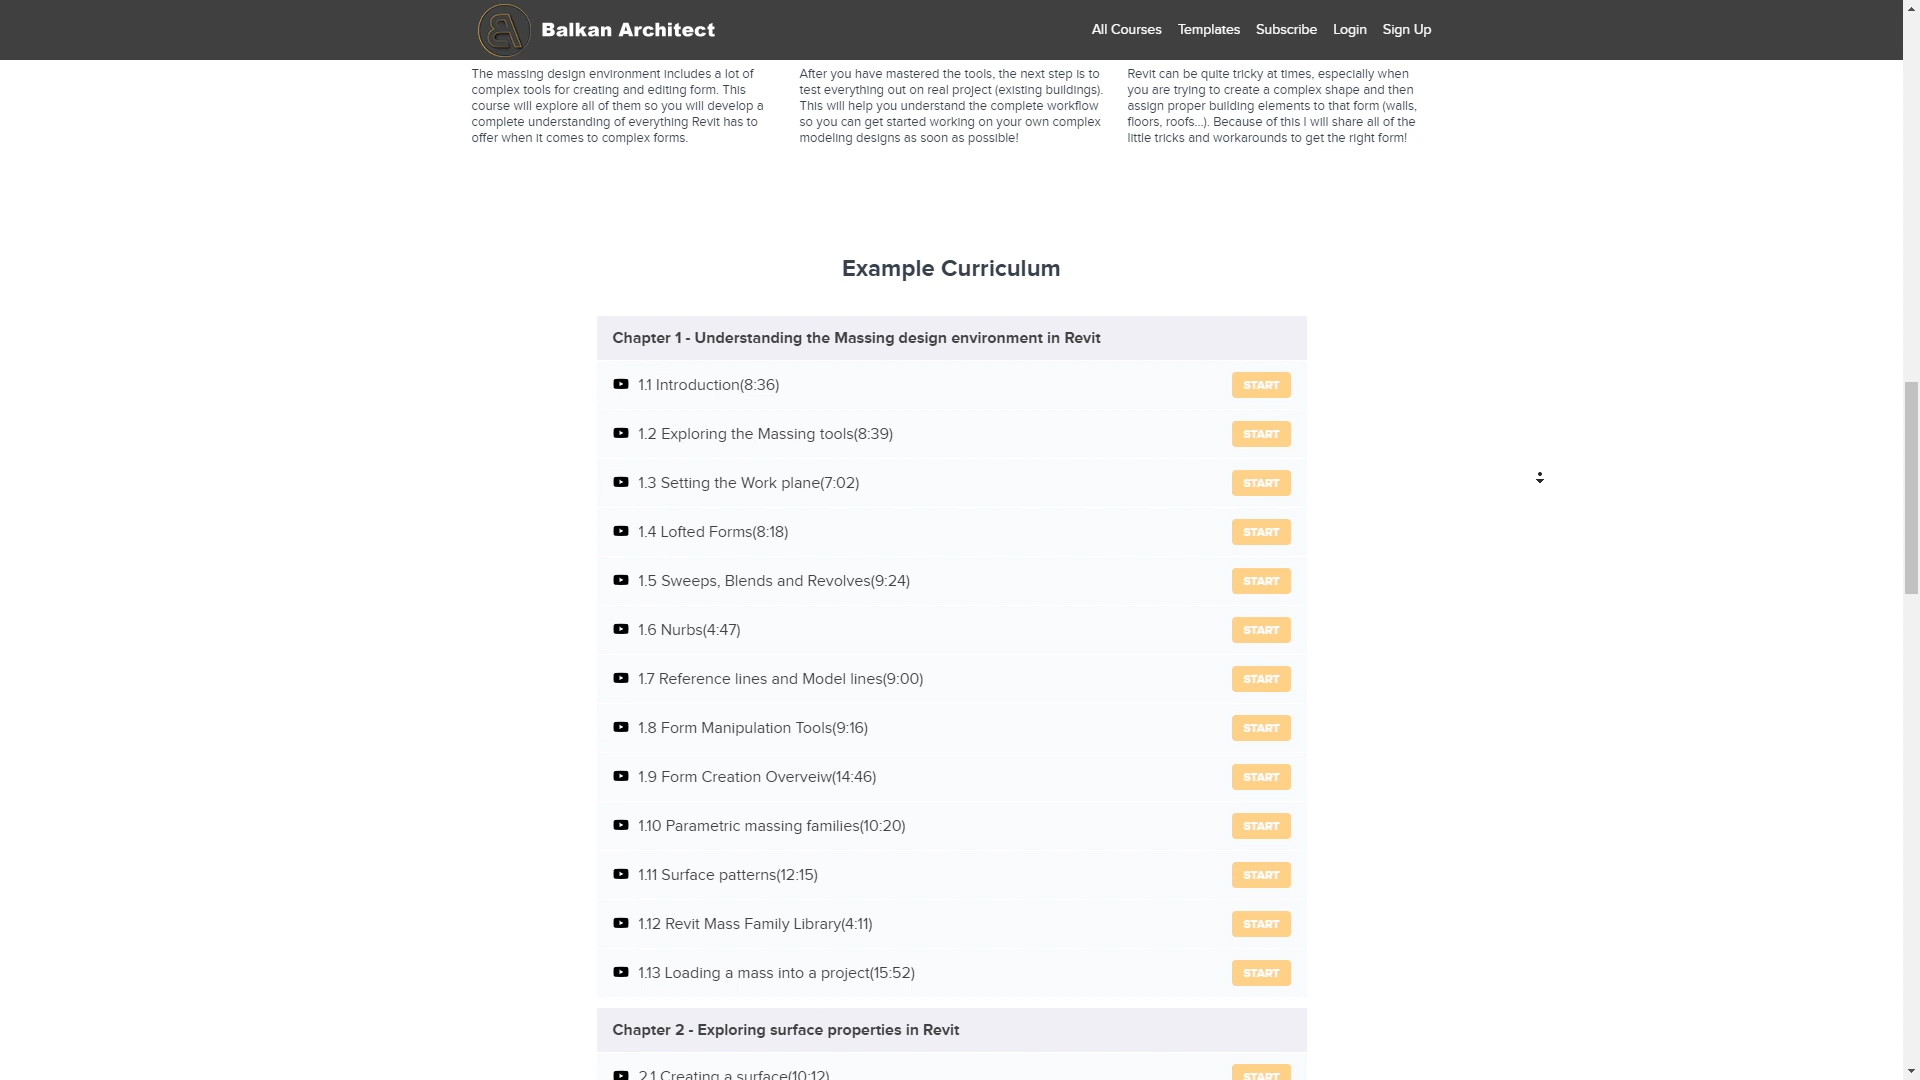 Balkan Architect
All Courses Templates Subscribe Login Sign Up
The massing design environment includes a lot of
complex tools for creating and editing form. This
course will explore all of them so you will develop a
complete understanding of everything Revit has to
offer when it comes to complex forms.
After you have mastered the tools, the next step is to
test everything out on real project (existing buildings).
This will help you understand the complete workflow
so you can get started working on your own complex
modeling designs as soon as possible!
Revit can be quite tricky at times, especially when
you are trying to create a complex shape and then
assign proper building elements to that form (walls,
floors, roofs...). Because of this I will share all of the
little tricks and workarounds to get the right form!
Example Curriculum
Chapter 1 - Understanding the Massing design environment in Revit
1.1 Introduction(8:36) START
1.2 Exploring the Massing tools(8:39) START
1.3 Setting the Work plane(7:02) START
1.4 Lofted Forms(8:18) START
1.5 Sweeps, Blends and Revolves(9:24) START
1.6 Nurbs(4:47) START
1.7 Reference lines and Model lines(9:00) START
1.8 Form Manipulation Tools(9:16) START
1.9 Form Creation Overveiw(14:46) START
1.10 Parametric massing families(10:20) START
1.11 Surface patterns(12:15) START
1.12 Revit Mass Family Library(4:11) START
1.13 Loading a mass into a project(15:52) START
Chapter 2 - Exploring surface properties in Revit
2.1 Creating a surface(10:12) START